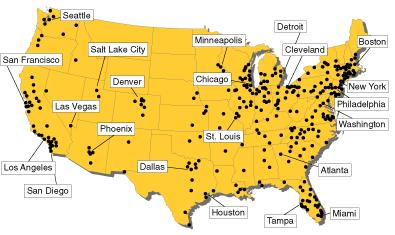 Seattle
Minneapolis
Detroit
Cleveland
Boston
San Francisco
Salt Lake City
Denver
Chicago
New York
Philadelphia
Washington
Las Vegas
Phoenix
St. Louis
Los Angeles
San Diego
Dallas
Atlanta
Houston
Tampa
Miami